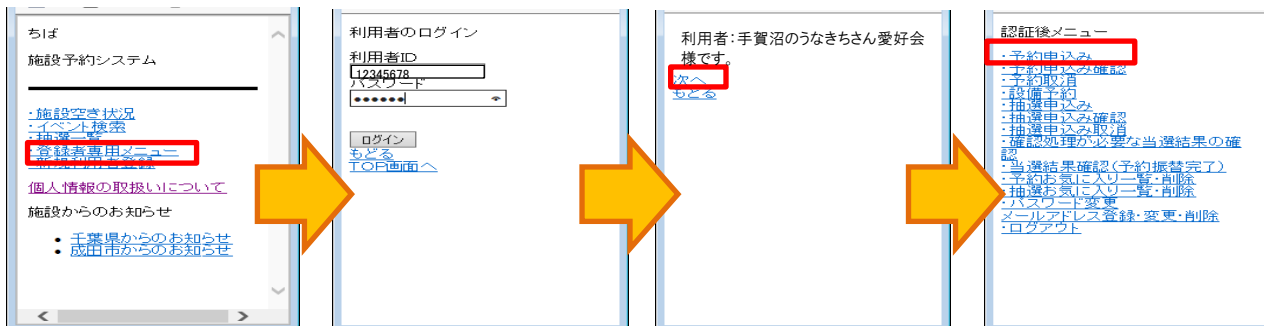 ちば
施設予約システム
・施設空き状況
・イベント検索
・抽選一覧
・登録者専用メニュー
・新規利用者登録
個人情報の取扱いについて
施設からのお知らせ
• 千葉県からのお知らせ
• 成田市からのお知らせ
利用者のログイン
利用者ID
12345678
パスワード
●●●●●●
ログイン
もどる
TOP画面へ
利用者:手賀沼のうなきちさん愛好会
様です。
次へ
もどる
認証後メニュー
・予約申込み
・予約申込み確認
・予約取消
・設備予約
・抽選申込み
・抽選申込み確認
・抽選申込み取消
・確認処理が必要な当選結果の確
認
・当選結果確認(予約振替完了)
・予約お気に入り一覧・削除
・抽選お気に入り一覧・削除
・パスワード変更
メールアドレス登録・変更・削除
・ログアウト